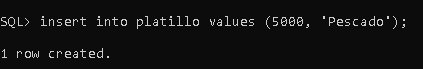 SQL> insert into platillo values (5000, 'Pescado');
1 row created.